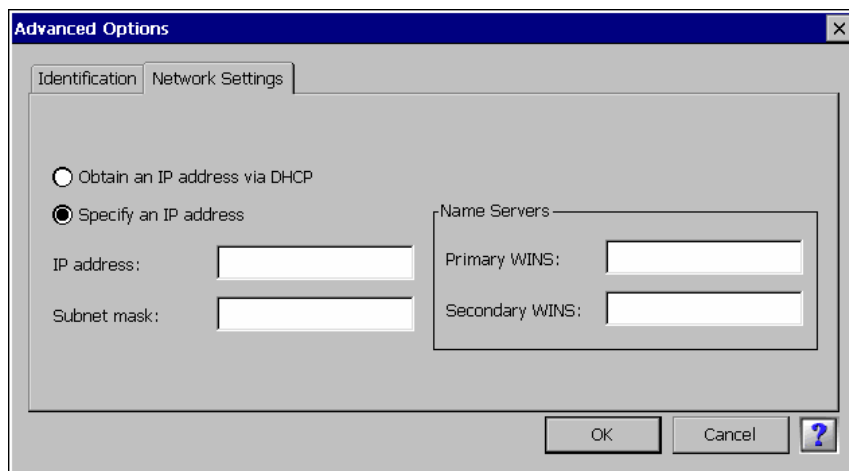 Advanced Options
Identification
Network Settings
Obtain an IP address via DHCP
Specify an IP address
IP address:
Subnet mask:
Name Servers
Primary WINS:
Secondary WINS:
OK
Cancel
?